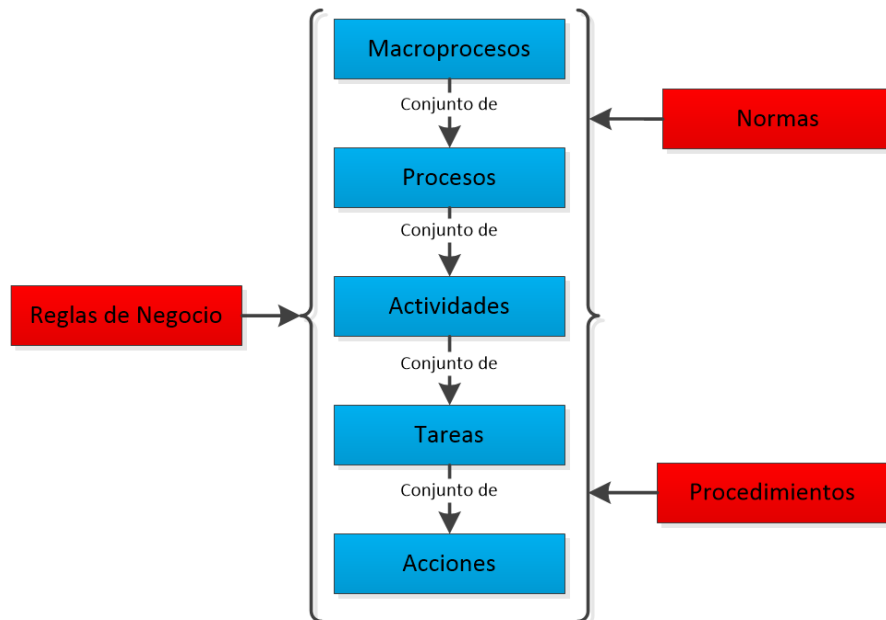 Macroprocesos
Conjunto de
Normas
Procesos
Conjunto de
Reglas de Negocio
Actividades
Conjunto de
Tareas
Conjunto de
Procedimientos
Acciones